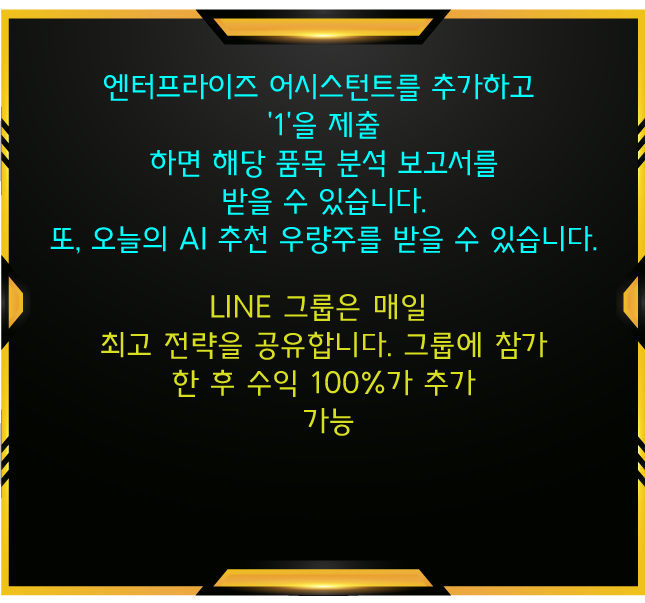 엔터프라이즈 어시스턴트를 추가하고
'1'을 제출
하면 해당 품목 분석 보고서를
받을 수 있습니다.
또, 오늘의 AI 추천 우량주를 받을 수 있습니다.
LINE 그룹은 매일
최고 전략을 공유합니다. 그룹에 참가
한 후 수익 100%가 추가
가능